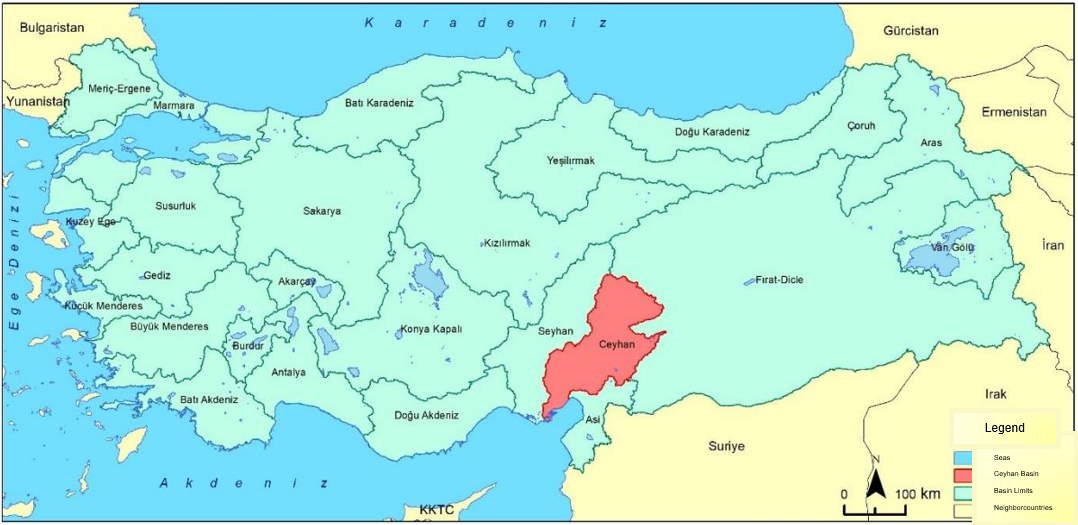 K a r a d e n i z
Bulgaristan
Gürcistan
Meriç-Ergene
Yunanistan
Marmara
Batı Karadeniz
Ermenistan
Doğu Karadeniz
Çoruh
Aras
Yeşilırmak
Susurluk
Sakarya
Kuzey Ege
Kızılırmak
Van Gölü
İran
Ege Denizi
Gediz
Akarçay
Fırat-Dicle
Küçük Menderes
Büyük Menderes
Konya Kapalı
Seyhan
Burdur
Ceyhan
Antalya
Batı Akdeniz
Doğu Akdeniz
Asi
Irak
Suriye
Legend
Seas
Ceyhan Basin
Basin Limits
Neighborcountries
A k d e n i z
KKTC
N
0 100 km